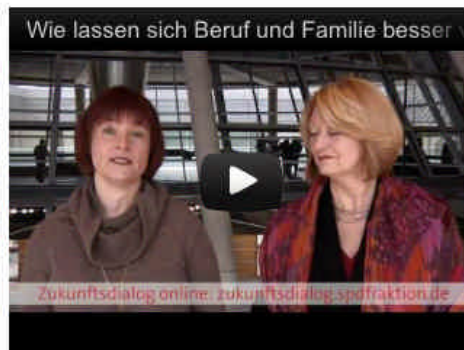 Wie lassen sich Beruf und Familie besser
Zukunftsdialog online: zukunftsdialog.spdfraktion.de